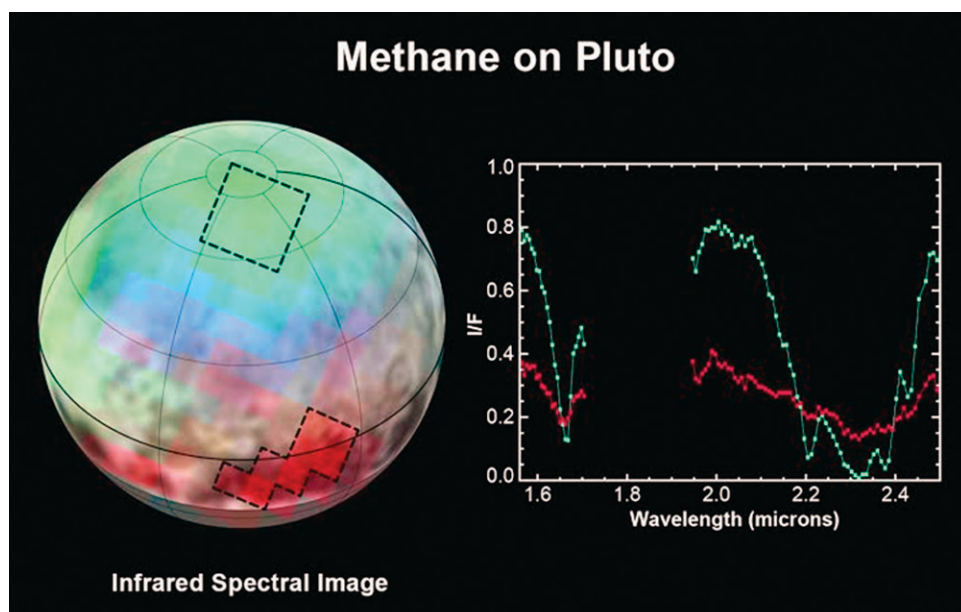 Methane on Pluto
1.0
0.8
0.6
0.4
0.2
0.0
I/F
1.6 1.8 2.0 2.2 2.4
Wavelength (microns)
Infrared Spectral Image